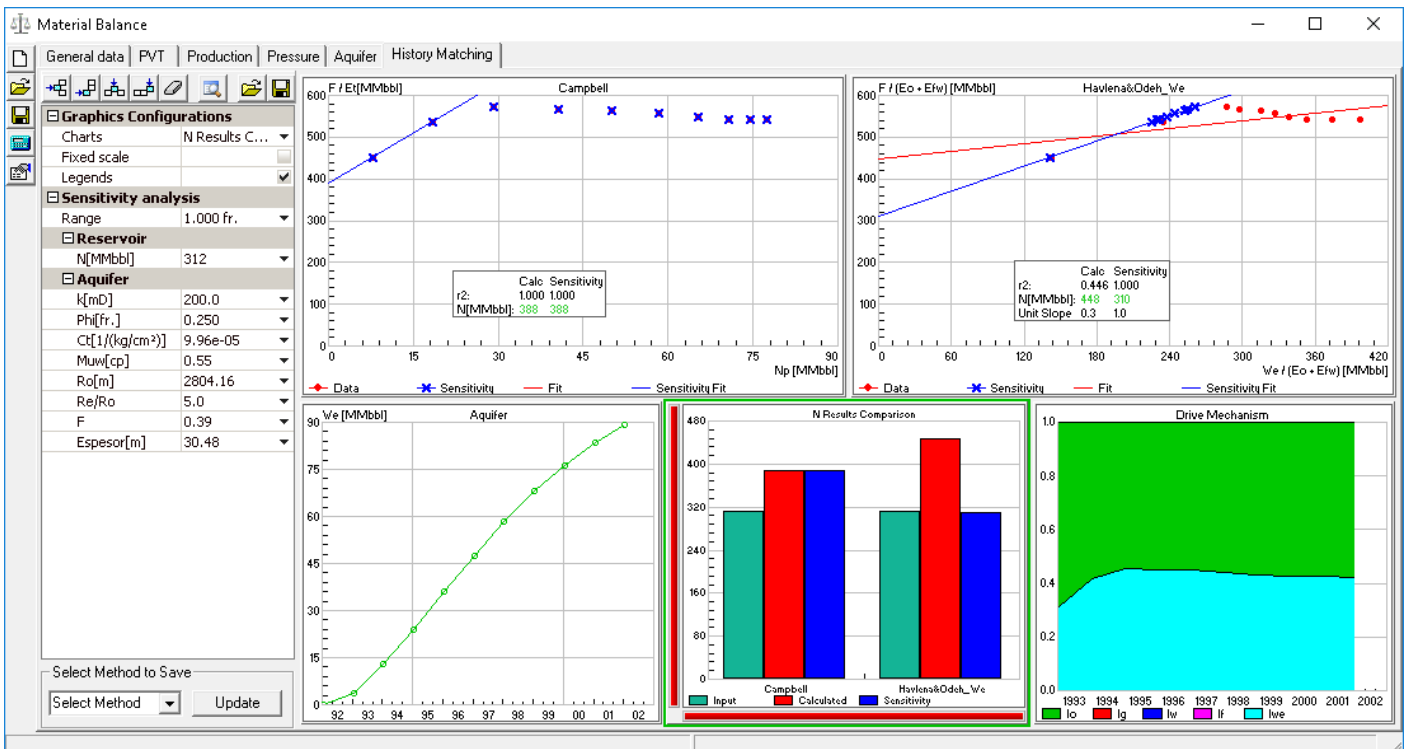 Material Balance
General data PVT Production Pressure Aquifer History Matching
Graphics Configurations
Charts N Results C...
Fixed scale
Legends
Sensitivity analysis
Range 1.000 fr.
Reservoir
N[MMbbl] 312
Aquifer
k[mD] 200.0
Phi[fr.] 0.250
Ct[1/(kg/cm²)] 9.96e-05
Muw[cp] 0.55
Ro[m] 2804.16
Re/Ro 5.0
F 0.39
Espesor[m] 30.48
Select Method to Save
Select Method Update
F / Et[MMbbl] Campbell
600
500
400
300
200
100
0
0 15 30 45 60 75 90
Np [MMbbl]
Calc Sensitivity
r2: 1.000 1.000
N[MMbbl]: 388 388
Data Sensitivity Fit Sensitivity Fit
F / (Eo + Efw) [MMbbl] Havlena&Odeh_We
600
500
400
300
200
100
0
0 60 120 180 240 300 360 420
We / (Eo + Efw) [MMbbl]
Calc Sensitivity
r2: 0.446 1.000
N[MMbbl]: 448 310
Unit Slope 0.3 1.0
Data Sensitivity Fit Sensitivity Fit
We [MMbbl] Aquifer
90
75
60
45
30
15
0
92 93 94 95 96 97 98 99 00 01 02
N Results Comparison
480
400
320
240
160
80
0
Campbell Havlena&Odeh_We
Input Calculated Sensitivity
Drive Mechanism
1.0
0.8
0.6
0.4
0.2
0.0
1993 1994 1995 1996 1997 1998 1999 2000 2001 2002
Io Ig Iw If Iwe